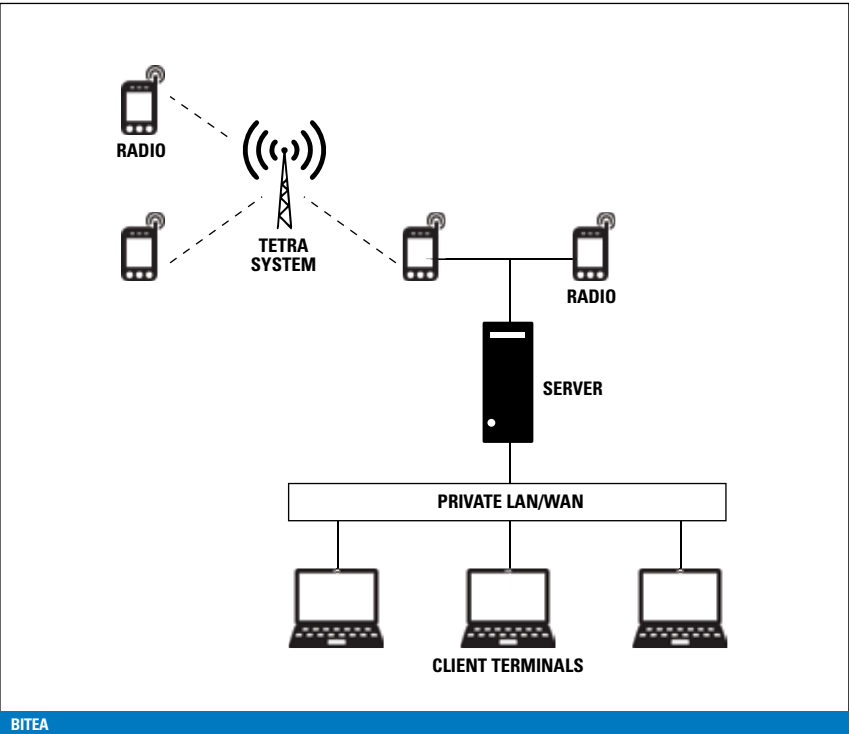 RADIO
TETRA
SYSTEM
RADIO
SERVER
PRIVATE LAN/WAN
CLIENT TERMINALS
BITEA